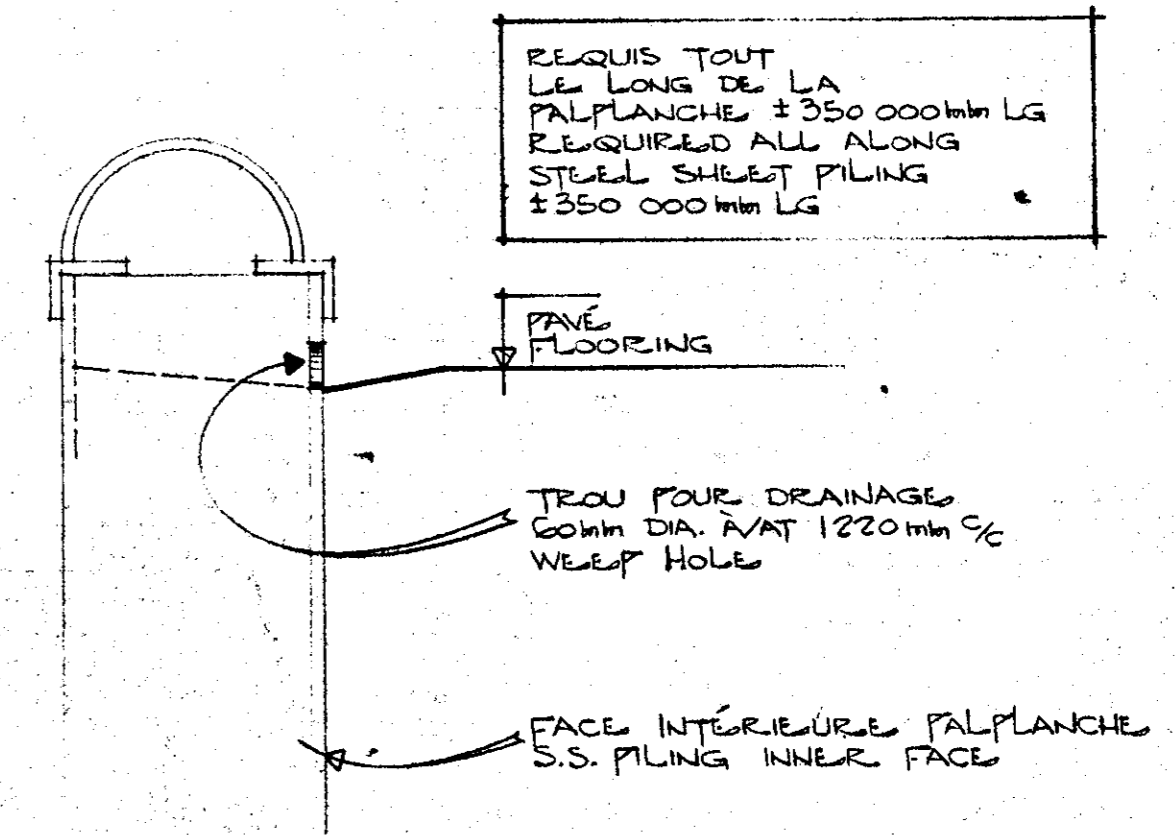 REQUIS TOUT
LE LONG DE LA
PALPLANCHE ±350 000mm LG
REQUIRED ALL ALONG
STEEL SHEET PILING
±350 000mm LG
PAVÉ
FLOORING
TROU POUR DRAINAGE
60mm DIA. À/AT 1220mm C/C
WEEP HOLE
FACE INTÉRIEURE PALPLANCHE
S.S. PILING INNER FACE